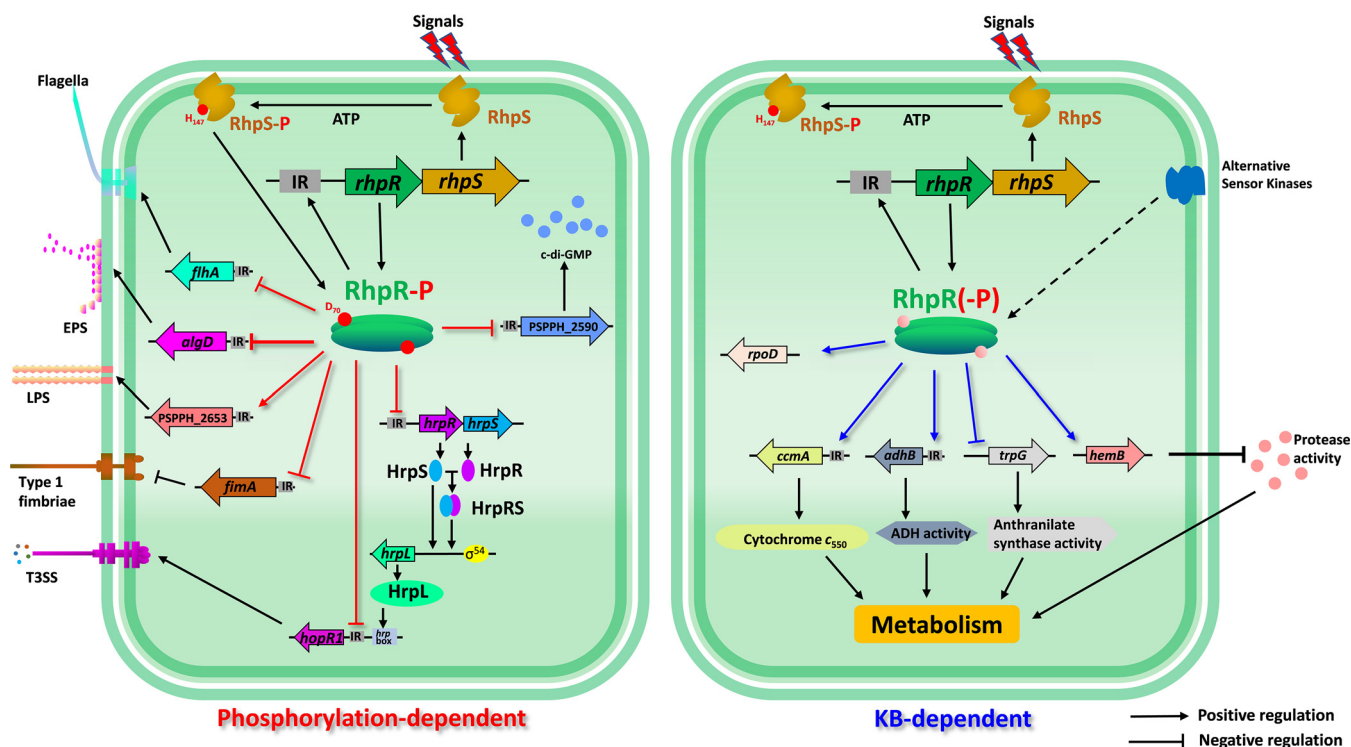 Signals
Flagella
H147
RhpS-P
ATP
RhpS
IR
rhpR
rhpS
c-di-GMP
flhA
IR
RhpR-P
D70
EPS
algD
IR
IR
PSPPH_2590
LPS
PSPPH_2653
IR
IR
hrpR
hrpS
HrpS
HrpR
Type 1
fimbriae
fimA
IR
HrpRS
T3SS
hrpL
σ54
HrpL
hopR1
IR
hrp
box
Phosphorylation-dependent
Signals
H147
RhpS-P
ATP
RhpS
IR
rhpR
rhpS
Alternative
Sensor Kinases
RhpR(-P)
rpoD
ccmA
IR
adhB
IR
trpG
hemB
Protease
activity
Cytochrome c550
ADH activity
Anthranilate
synthase activity
Metabolism
KB-dependent
Positive regulation
Negative regulation